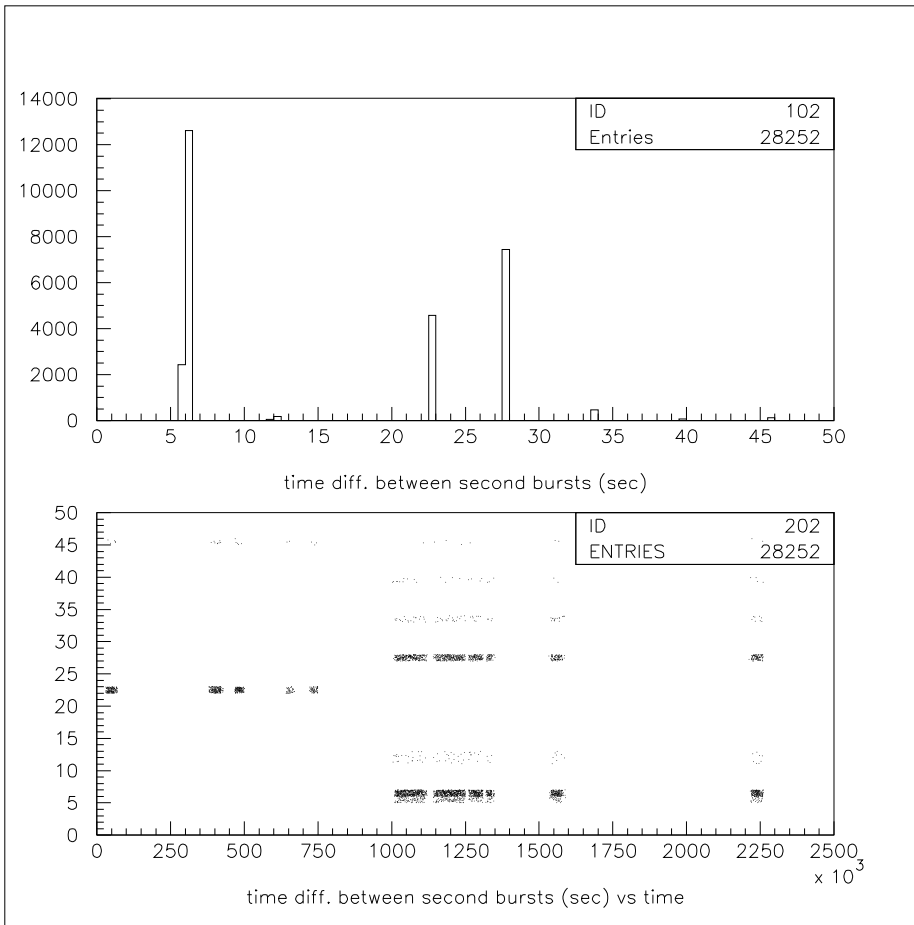 14000
12000
10000
8000
6000
4000
2000
0
ID 102
Entries 28252
0 5 10 15 20 25 30 35 40 45 50
time diff. between second bursts (sec)
50
45
40
35
30
25
20
15
10
5
0
ID 202
ENTRIES 28252
0 250 500 750 1000 1250 1500 1750 2000 2250 2500
x 10³
time diff. between second bursts (sec) vs time